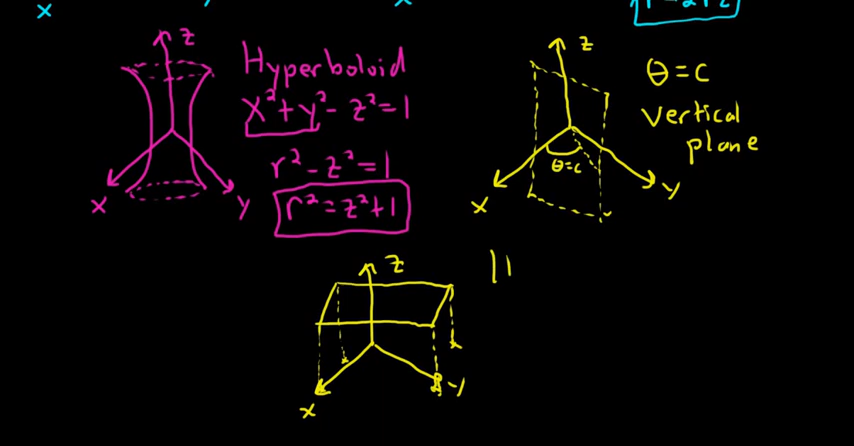 x
x
z
Hyperboloid
x²+y²-z²=1
r²-z²=1
r²=z²+1
x
y
z
θ=c
vertical
plane
θ=c
x
y
z
x
y